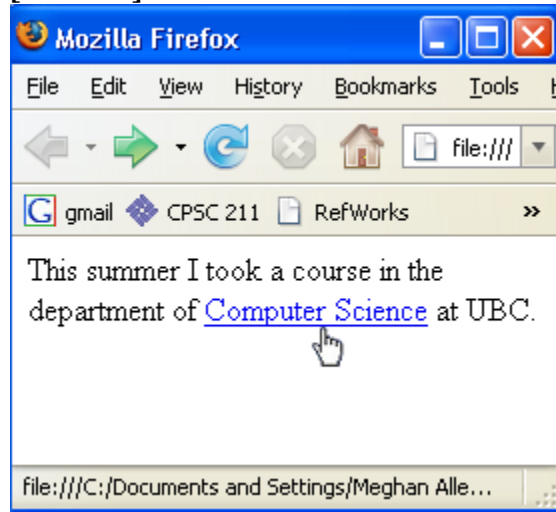 Mozilla Firefox
File Edit View History Bookmarks Tools
file:///
gmail CPSC 211 RefWorks »
This summer I took a course in the
department of Computer Science at UBC.
file:///C:/Documents and Settings/Meghan Alle...